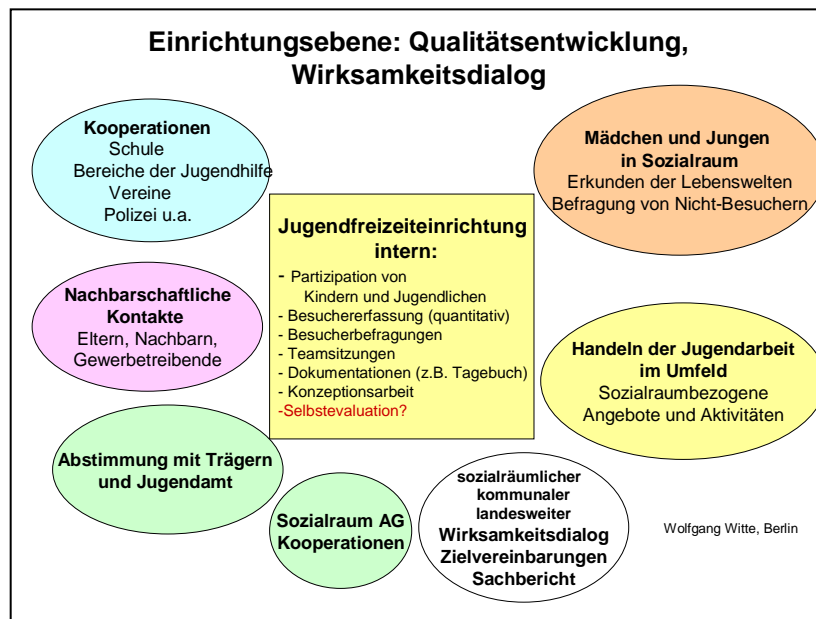 Einrichtungsebene: Qualitätsentwicklung,
Wirksamkeitsdialog
Kooperationen
Schule
Bereiche der Jugendhilfe
Vereine
Polizei u.a.
Mädchen und Jungen
in Sozialraum
Erkunden der Lebenswelten
Befragung von Nicht-Besuchern
Jugendfreizeiteinrichtung
intern:
- Partizipation von
Kindern und Jugendlichen
- Besuchererfassung (quantitativ)
- Besucherbefragungen
- Teamsitzungen
- Dokumentationen (z.B. Tagebuch)
- Konzeptionsarbeit
-Selbstevaluation?
Nachbarschaftliche
Kontakte
Eltern, Nachbarn,
Gewerbetreibende
Handeln der Jugendarbeit
im Umfeld
Sozialraumbezogene
Angebote und Aktivitäten
Abstimmung mit Trägern
und Jugendamt
Sozialraum AG
Kooperationen
sozialräumlicher
kommunaler
landesweiter
Wirksamkeitsdialog
Zielvereinbarungen
Sachbericht
Wolfgang Witte, Berlin